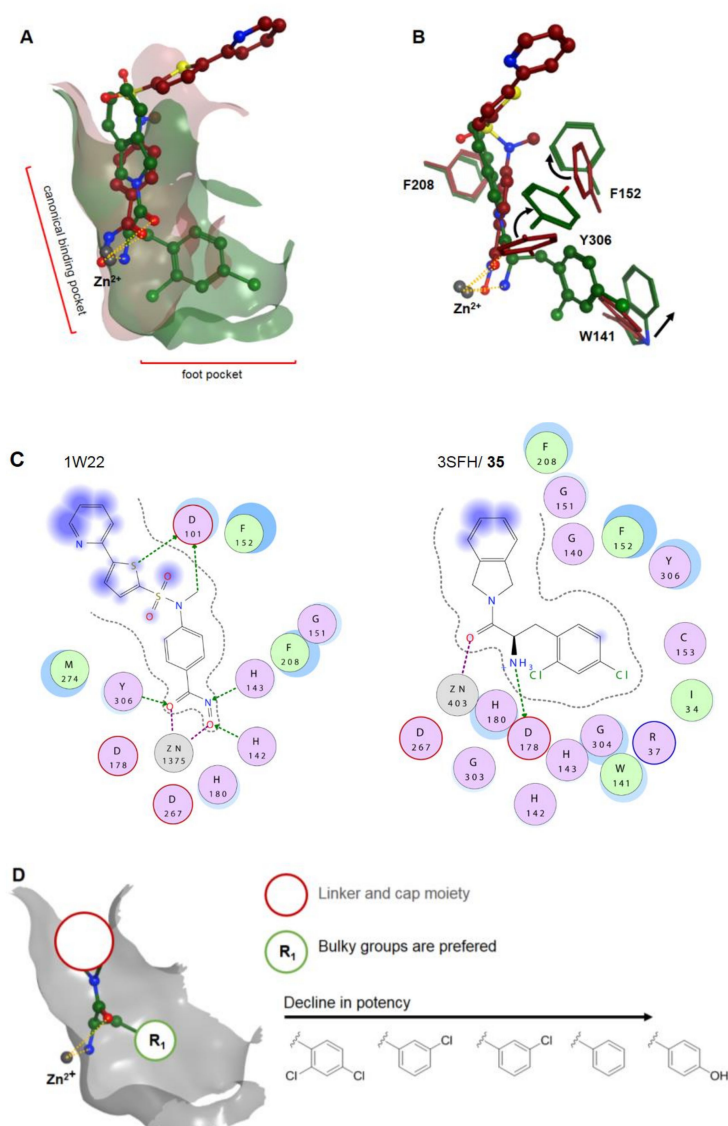 A
canonical binding pocket
Zn²⁺
foot pocket
B
F208
F152
Y306
Zn²⁺
W141
C
1W22
3SFH/ 35
D
101
F
152
N
S
S
O
O
N
G
151
F
208
M
274
Y
306
H
143
O
N
O
ZN
1375
H
142
D
178
H
180
D
267
F
208
G
151
G
140
F
152
Y
306
N
O
NH₃
Cl
Cl
C
153
I
34
ZN
403
H
180
D
267
D
178
G
304
R
37
G
303
H
143
W
141
H
142
D
Linker and cap moiety
R₁
Bulky groups are prefered
Decline in potency
R₁
Zn²⁺
Cl
Cl
Cl
Cl
OH